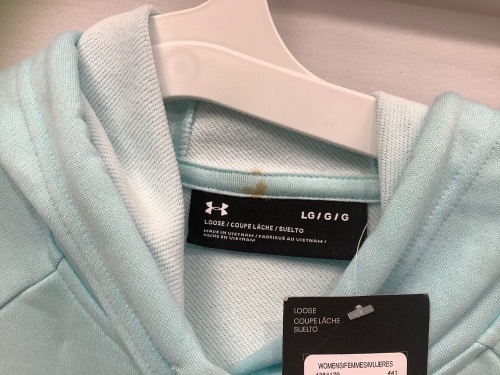 LG / G / G
LOOSE / COUPE LÂCHE / SUELTO
MADE IN VIETNAM / FABRIQUÉ AU VIETNAM /
HECHO EN VIETNAM
LOOSE
COUPE LÂCHE
SUELTO
WOMENS/FEMMES/MUJERES
441